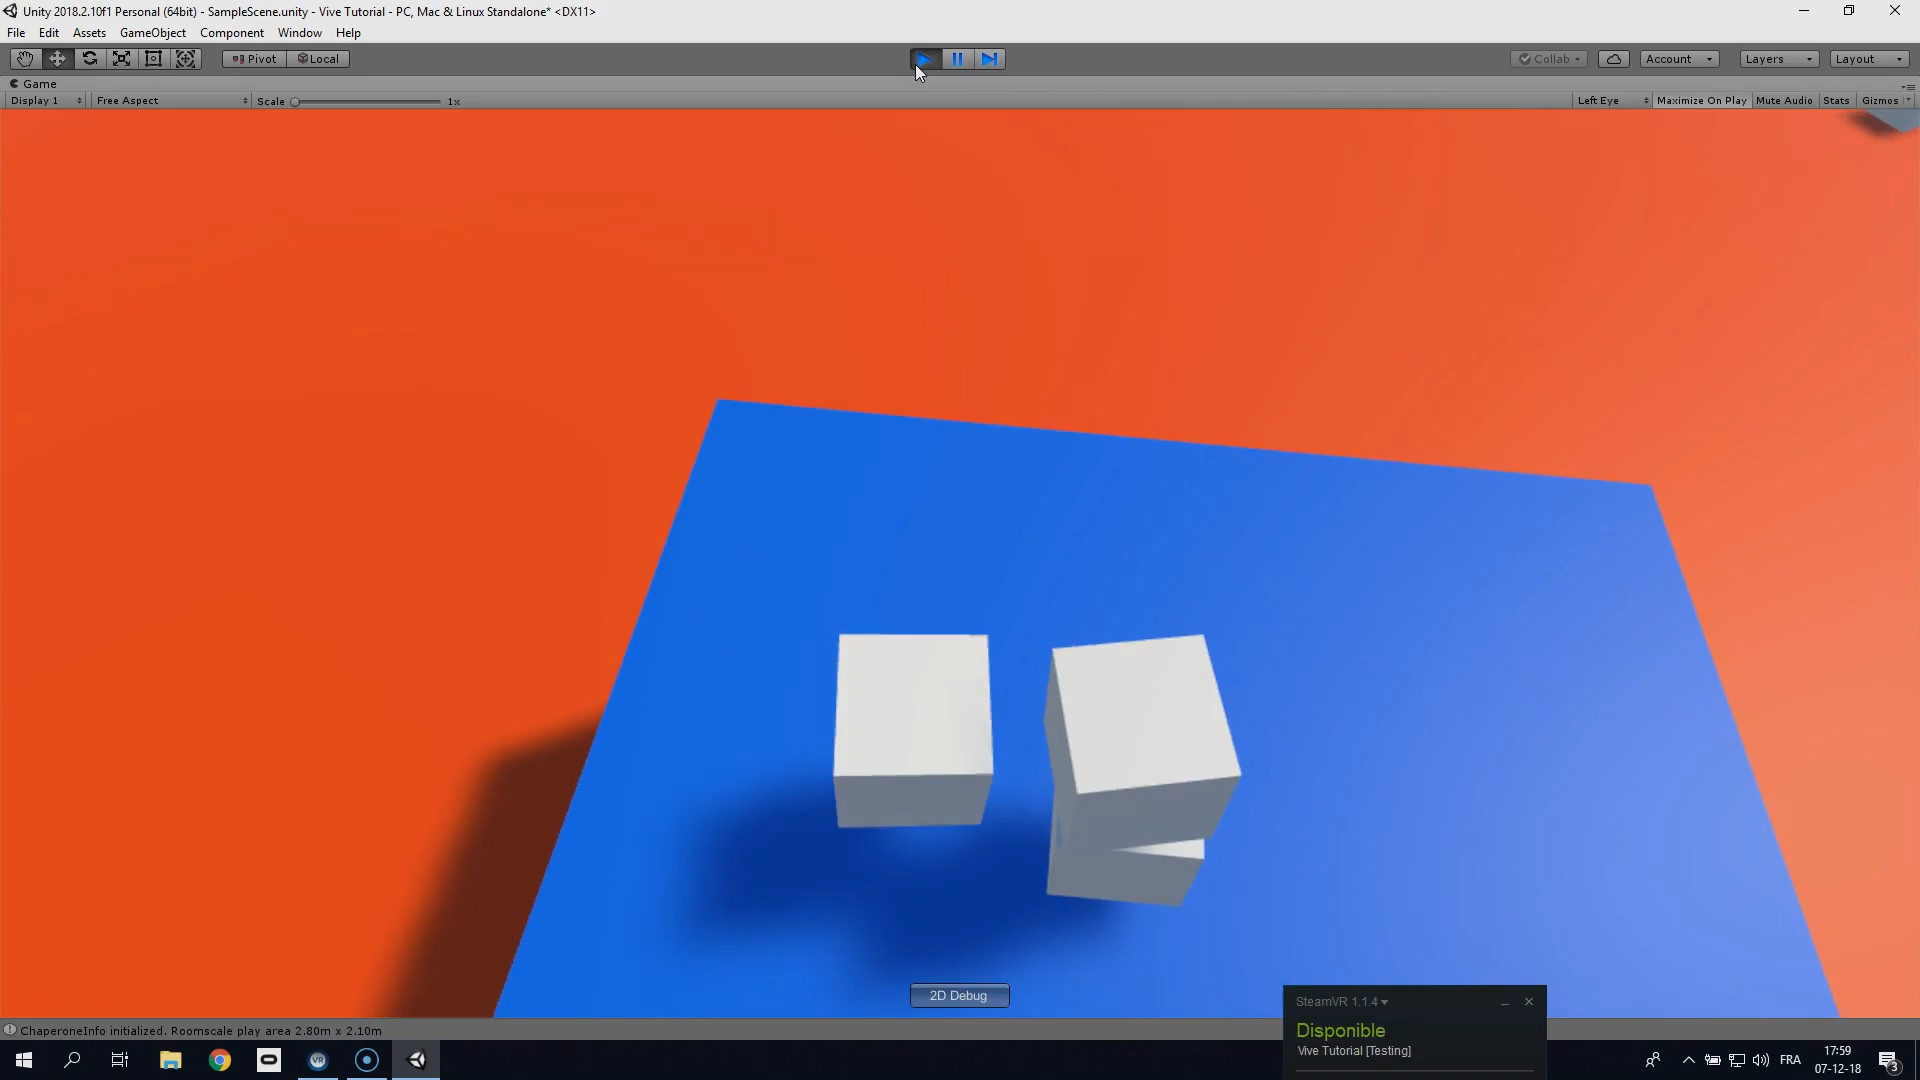 Unity 2018.2.10f1 Personal (64bit) - SampleScene.unity - Vive Tutorial - PC, Mac & Linux Standalone* <DX11>
File Edit Assets GameObject Component Window Help
Pivot Local Collab Account Layers Layout
Game
Display 1 Free Aspect Scale 1x Left Eye Maximize On Play Mute Audio Stats Gizmos
2D Debug
SteamVR 1.1.4
Disponible
Vive Tutorial [Testing]
ChaperoneInfo initialized. Roomscale play area 2.80m x 2.10m
VR
FRA
17:59
07-12-18
3